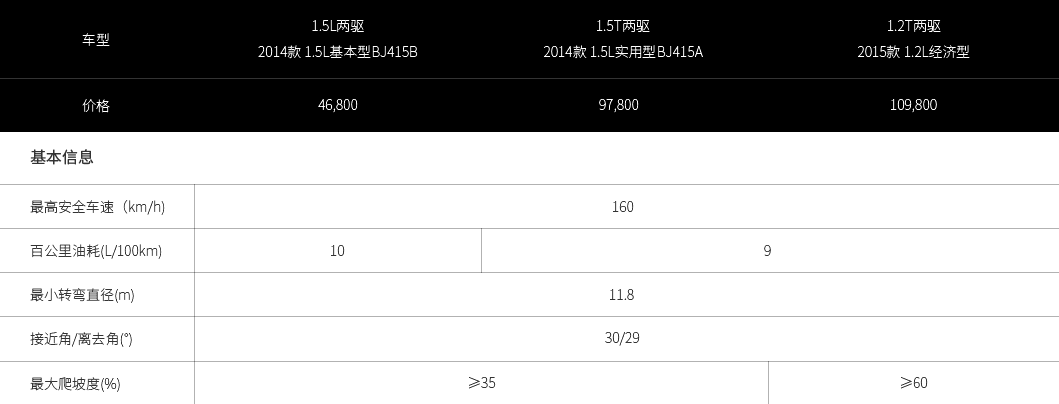 车型
1.5L两驱
2014款 1.5L基本型BJ415B
1.5T两驱
2014款 1.5L实用型BJ415A
1.2T两驱
2015款 1.2L经济型
价格 46,800 97,800 109,800
基本信息
最高安全车速（km/h) 160
百公里油耗(L/100km) 10 9
最小转弯直径(m) 11.8
接近角/离去角(°) 30/29
最大爬坡度(%) ≥35 ≥60